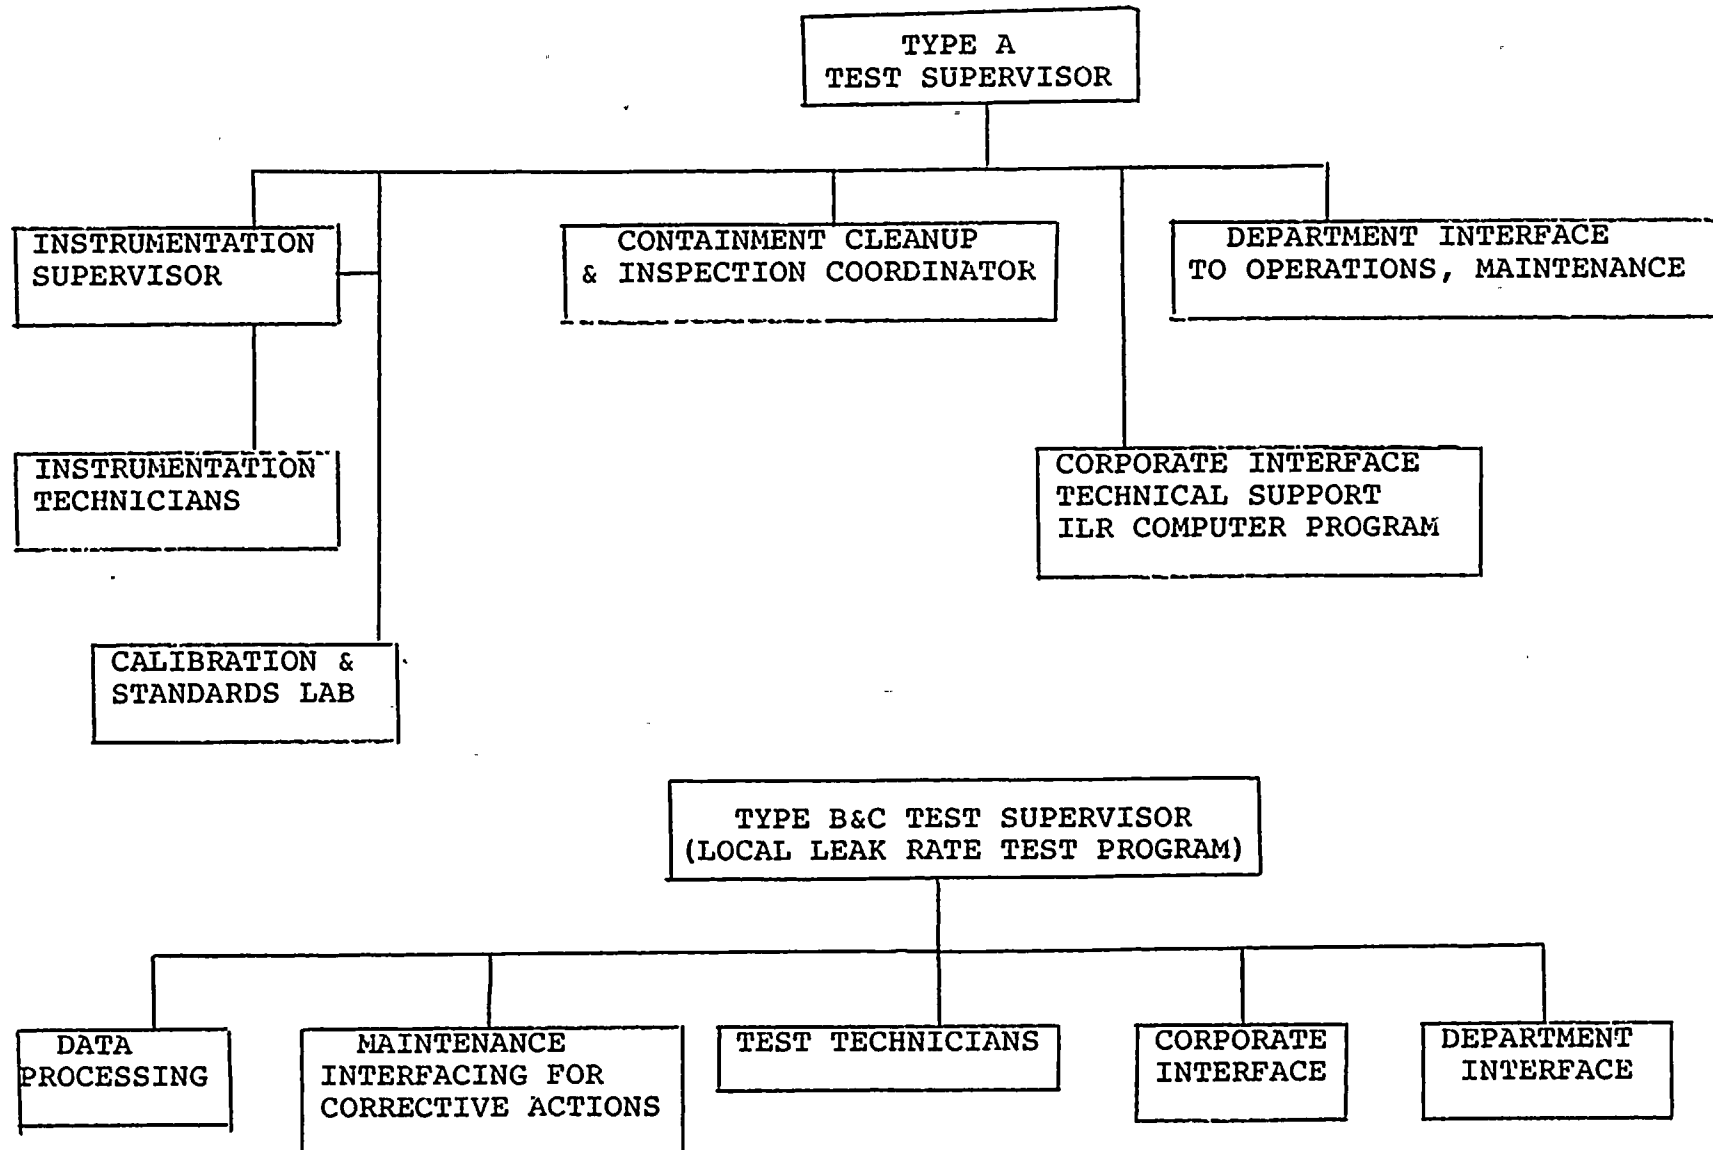 TYPE A
TEST SUPERVISOR
INSTRUMENTATION
SUPERVISOR
CONTAINMENT CLEANUP
& INSPECTION COORDINATOR
DEPARTMENT INTERFACE
TO OPERATIONS, MAINTENANCE
INSTRUMENTATION
TECHNICIANS
CORPORATE INTERFACE
TECHNICAL SUPPORT
ILR COMPUTER PROGRAM
CALIBRATION &
STANDARDS LAB
TYPE B&C TEST SUPERVISOR
(LOCAL LEAK RATE TEST PROGRAM)
DATA
PROCESSING
MAINTENANCE
INTERFACING FOR
CORRECTIVE ACTIONS
TEST TECHNICIANS
CORPORATE
INTERFACE
DEPARTMENT
INTERFACE